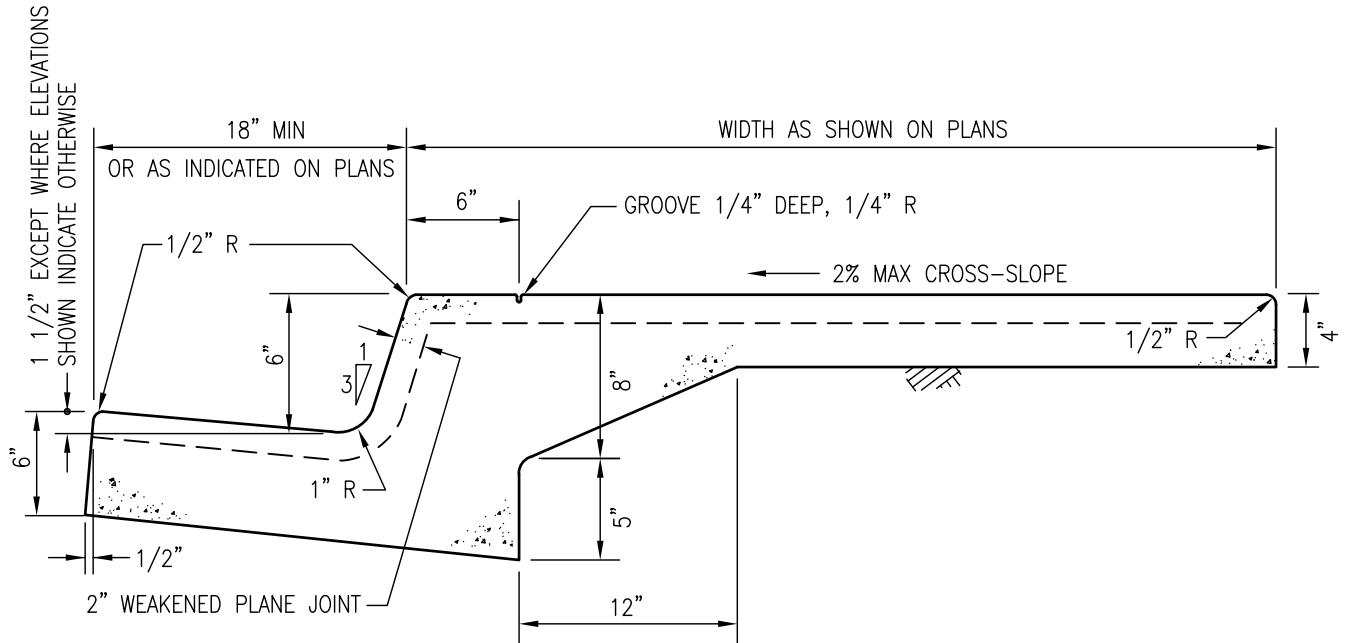 1 1/2” EXCEPT WHERE ELEVATIONS
SHOWN INDICATE OTHERWISE
18” MIN
OR AS INDICATED ON PLANS
WIDTH AS SHOWN ON PLANS
6”
GROOVE 1/4” DEEP, 1/4” R
1/2” R
2% MAX CROSS-SLOPE
6”
1
3
1/2” R
4”
8”
6”
1” R
5”
1/2”
2” WEAKENED PLANE JOINT
12”